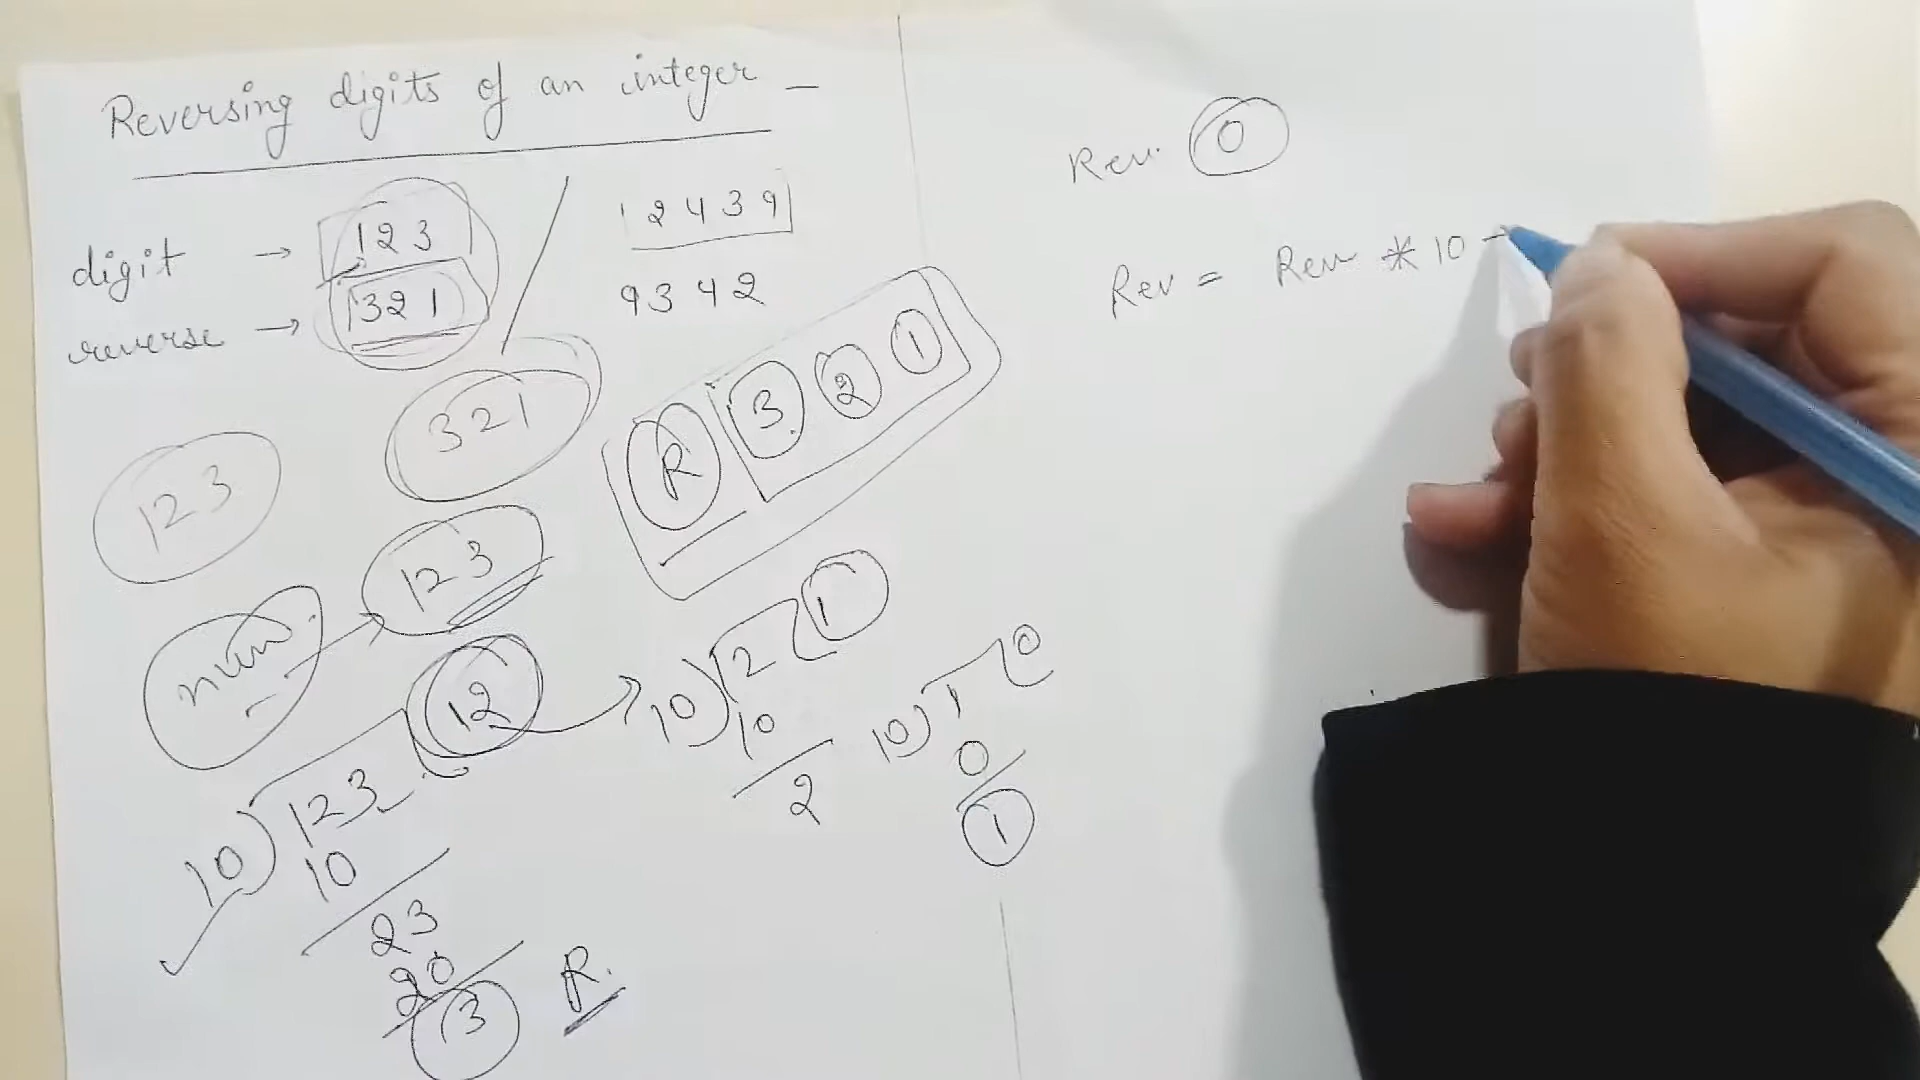 Reversing digits of an integer -
digit → 123
reverse → 321
12439
9342
321
R 3 2 1
123
123
num
12
10) 123
10
23
20
3
R.
10) 12 1
10
2
10) 1 0
0
1
Rev. 0
Rev = Rev * 10